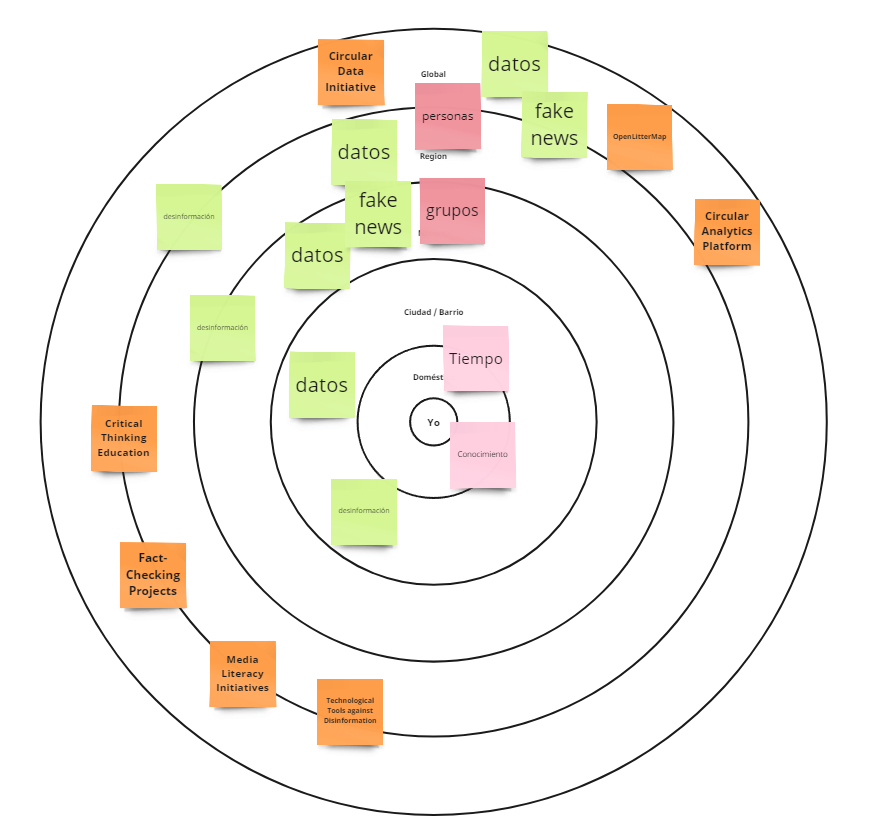 Circular
Data
Initiative
Global
datos
personas
fake
news
OpenLitterMap
datos
Region
desinformación
fake
news
grupos
Circular
Analytics
Platform
datos
desinformación
Ciudad / Barrio
Tiempo
datos
Domést
Yo
Critical
Thinking
Education
Conocimiento
desinformación
Fact-
Checking
Projects
Media
Literacy
Initiatives
Technological
Tools against
Disinformation